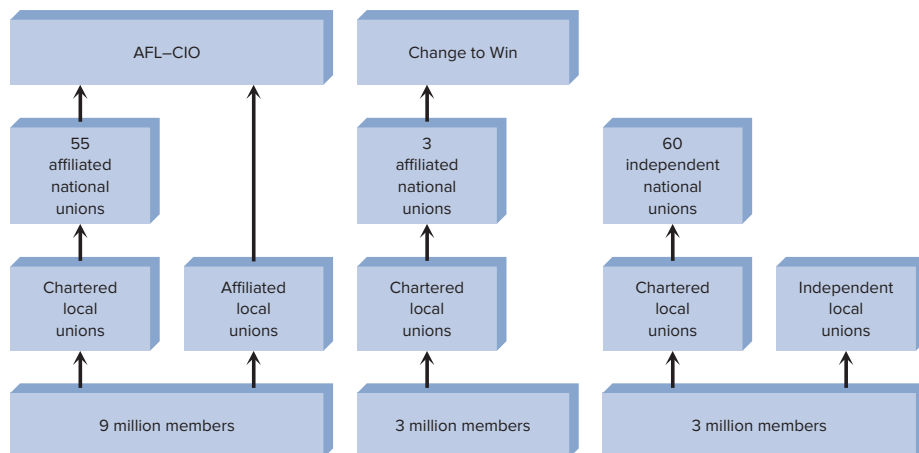 AFL–CIO
Change to Win
55
affiliated
national
unions
3
affiliated
national
unions
60
independent
national
unions
Chartered
local
unions
Affiliated
local
unions
Chartered
local
unions
Chartered
local
unions
Independent
local
unions
9 million members
3 million members
3 million members